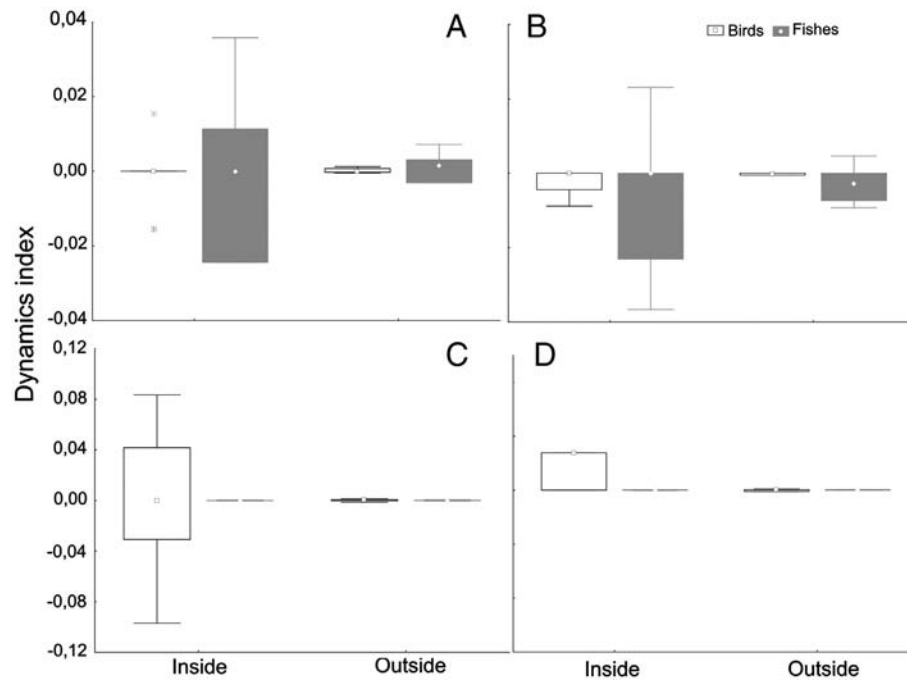 A
B
Birds
Fishes
0,04
0,02
0,00
-0,02
-0,04
Dynamics index
C
D
0,12
0,08
0,04
0,00
-0,04
-0,08
-0,12
Inside
Outside
Inside
Outside